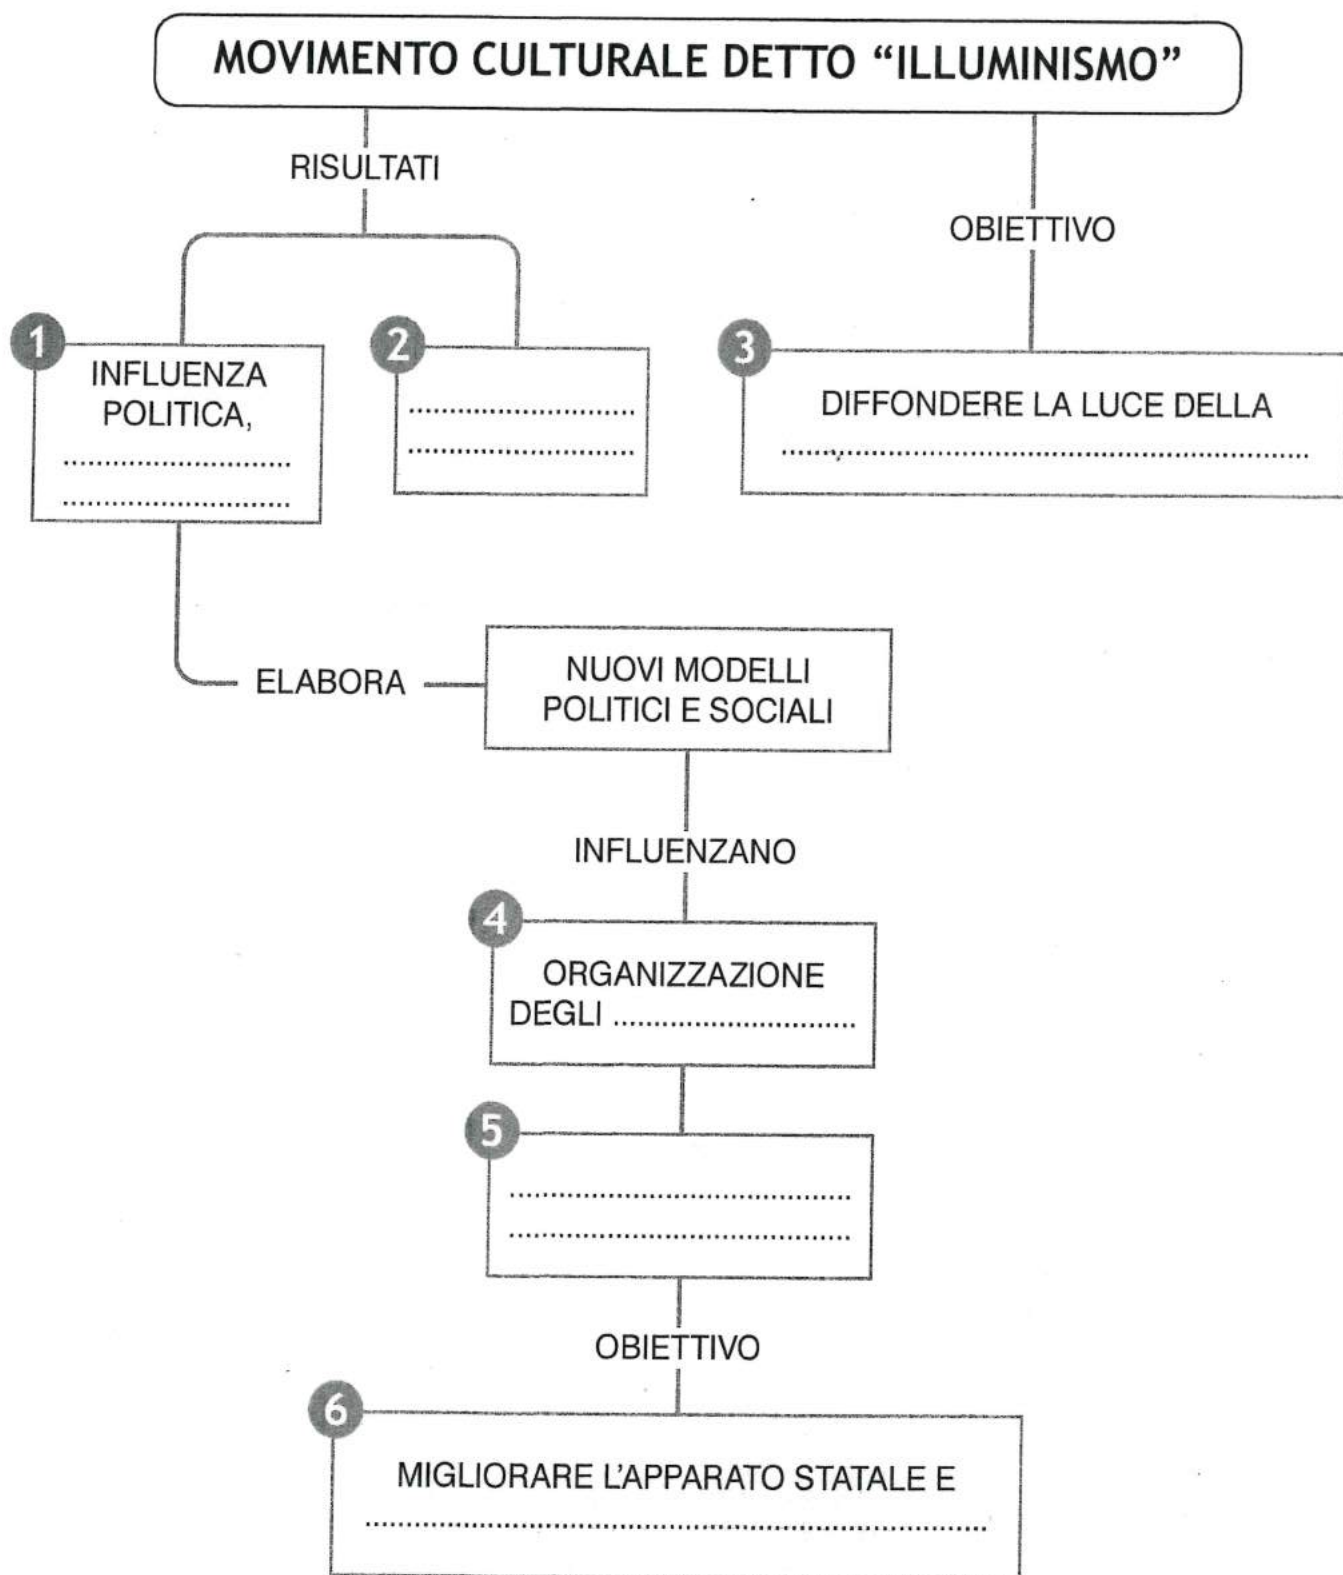 MOVIMENTO CULTURALE DETTO “ILLUMINISMO”
RISULTATI
OBIETTIVO
1
INFLUENZA
POLITICA,
..............................
..............................
2
..............................
..............................
3
DIFFONDERE LA LUCE DELLA
......................................................................
ELABORA
NUOVI MODELLI
POLITICI E SOCIALI
INFLUENZANO
4
ORGANIZZAZIONE
DEGLI ................................
5
.............................................
.............................................
OBIETTIVO
6
MIGLIORARE L’APPARATO STATALE E
..................................................................................